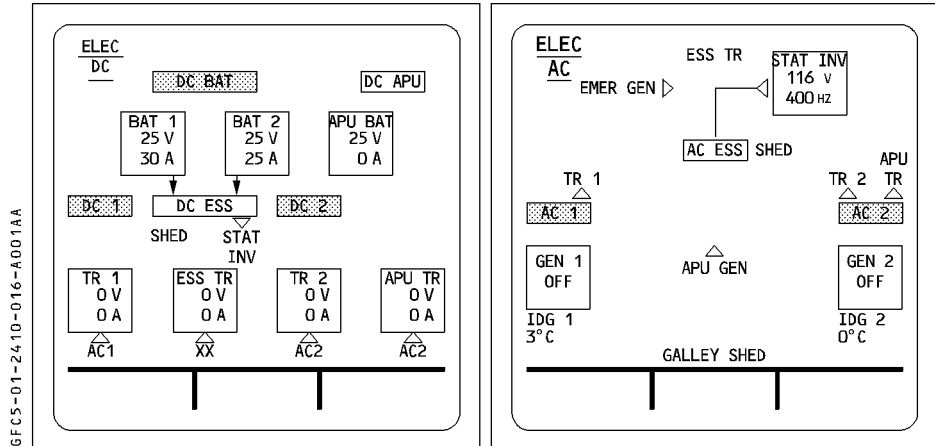 ELEC
DC
DC BAT
DC APU
BAT 1
25 V
30 A
BAT 2
25 V
25 A
APU BAT
25 V
0 A
DC 1
DC ESS
DC 2
SHED
STAT
INV
TR 1
0 V
0 A
ESS TR
0 V
0 A
TR 2
0 V
0 A
APU TR
0 V
0 A
AC1
XX
AC2
AC2
ELEC
AC
ESS TR
EMER GEN
STAT INV
116 V
400 HZ
AC ESS SHED
TR 1
TR 2
APU
TR
AC 1
AC 2
GEN 1
OFF
APU GEN
GEN 2
OFF
IDG 1
3°C
IDG 2
0°C
GALLEY SHED
GFC5-01-2410-016-A001AA